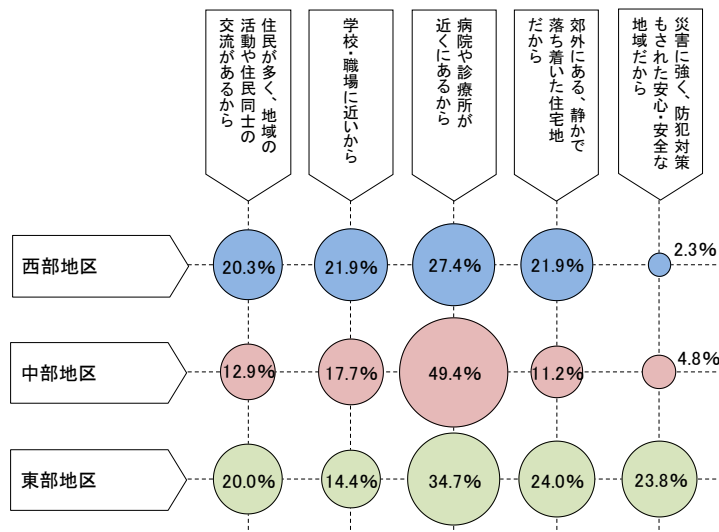 住民が多く、地域の
活動や住民同士の
交流があるから
学校・職場に近いから
病院や診療所が
近くにあるから
郊外にある、静かで
落ち着いた住宅地
だから
災害に強く、防犯対策
もされた安心・安全な
地域だから
西部地区
20.3%
21.9%
27.4%
21.9%
2.3%
中部地区
12.9%
17.7%
49.4%
11.2%
4.8%
東部地区
20.0%
14.4%
34.7%
24.0%
23.8%